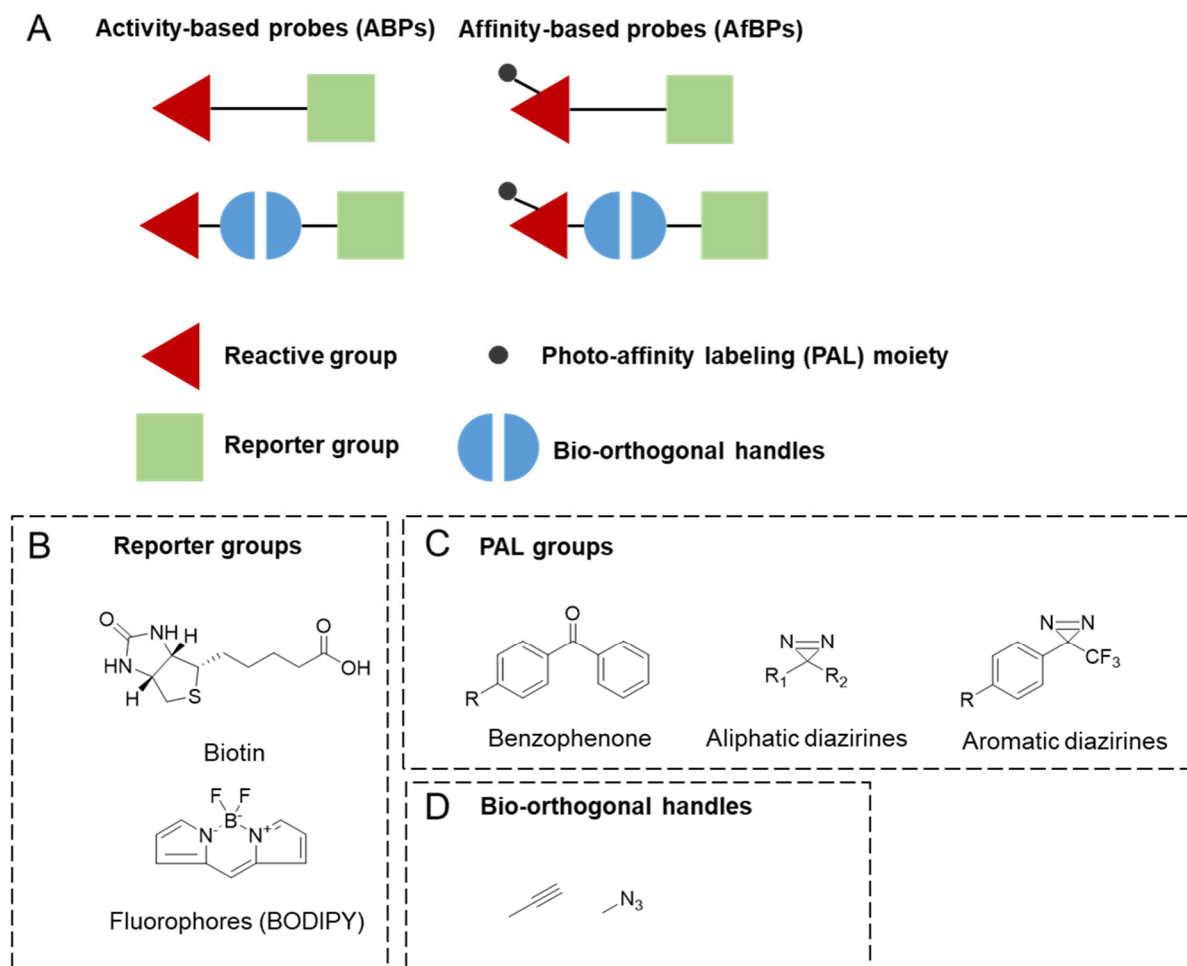 A
Activity-based probes (ABPs)
Affinity-based probes (AfBPs)
Reactive group
Photo-affinity labeling (PAL) moiety
Reporter group
Bio-orthogonal handles
B
Reporter groups
O
NH
H
HN
H
S
O
OH
Biotin
F
F
B-
N-
N+
Fluorophores (BODIPY)
C
PAL groups
O
R
Benzophenone
N
N
R1
R2
Aliphatic diazirines
N
N
CF3
R
Aromatic diazirines
D
Bio-orthogonal handles
N3